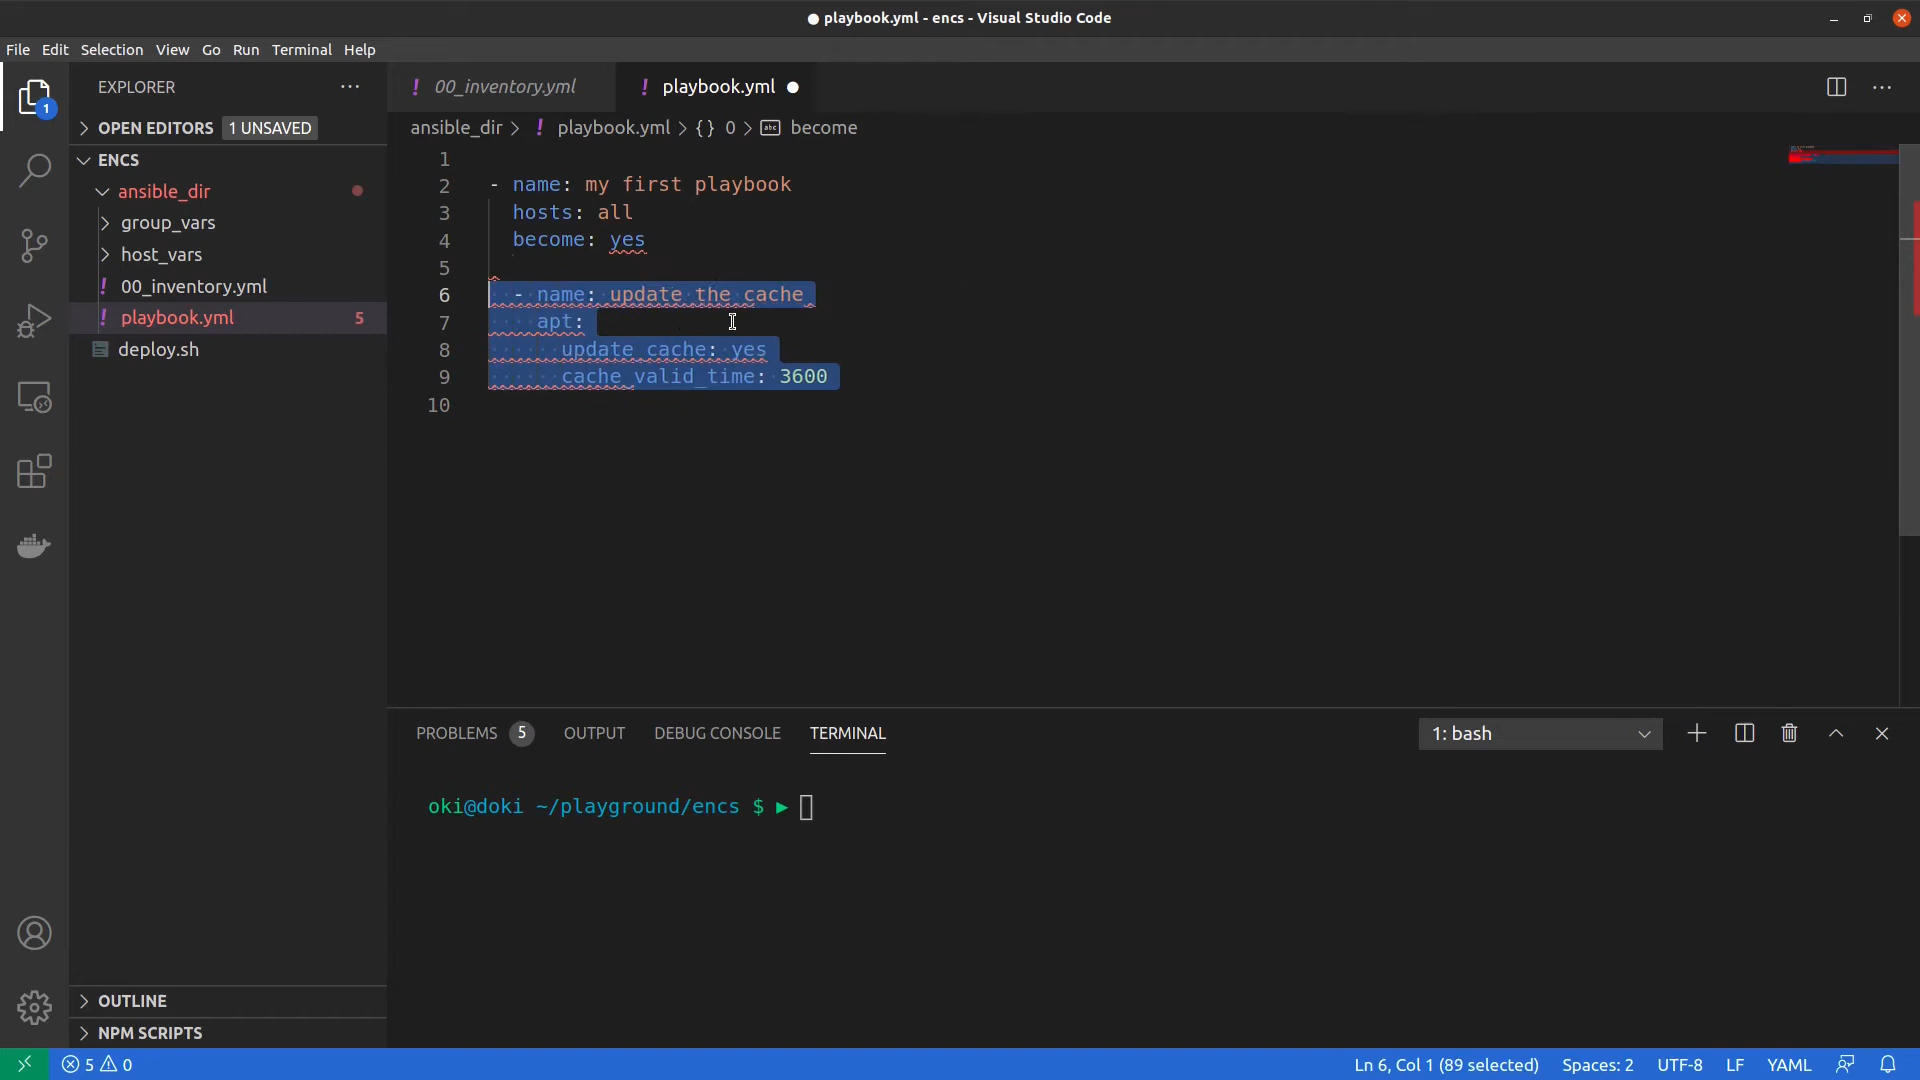 playbook.yml - encs - Visual Studio Code
File Edit Selection View Go Run Terminal Help
EXPLORER
00_inventory.yml playbook.yml
OPEN EDITORS 1 UNSAVED
ansible_dir > playbook.yml > {} 0 > abc become
ENCS
ansible_dir
group_vars
host_vars
00_inventory.yml
playbook.yml 5
deploy.sh
1
1
2 - name: my first playbook
3 hosts: all
4 become: yes
5
6 - name: update the cache
7 apt:
8 update_cache: yes
9 cache_valid_time: 3600
10
PROBLEMS 5 OUTPUT DEBUG CONSOLE TERMINAL 1: bash
oki@doki ~/playground/encs $ ►
OUTLINE
NPM SCRIPTS
5 0 Ln 6, Col 1 (89 selected) Spaces: 2 UTF-8 LF YAML